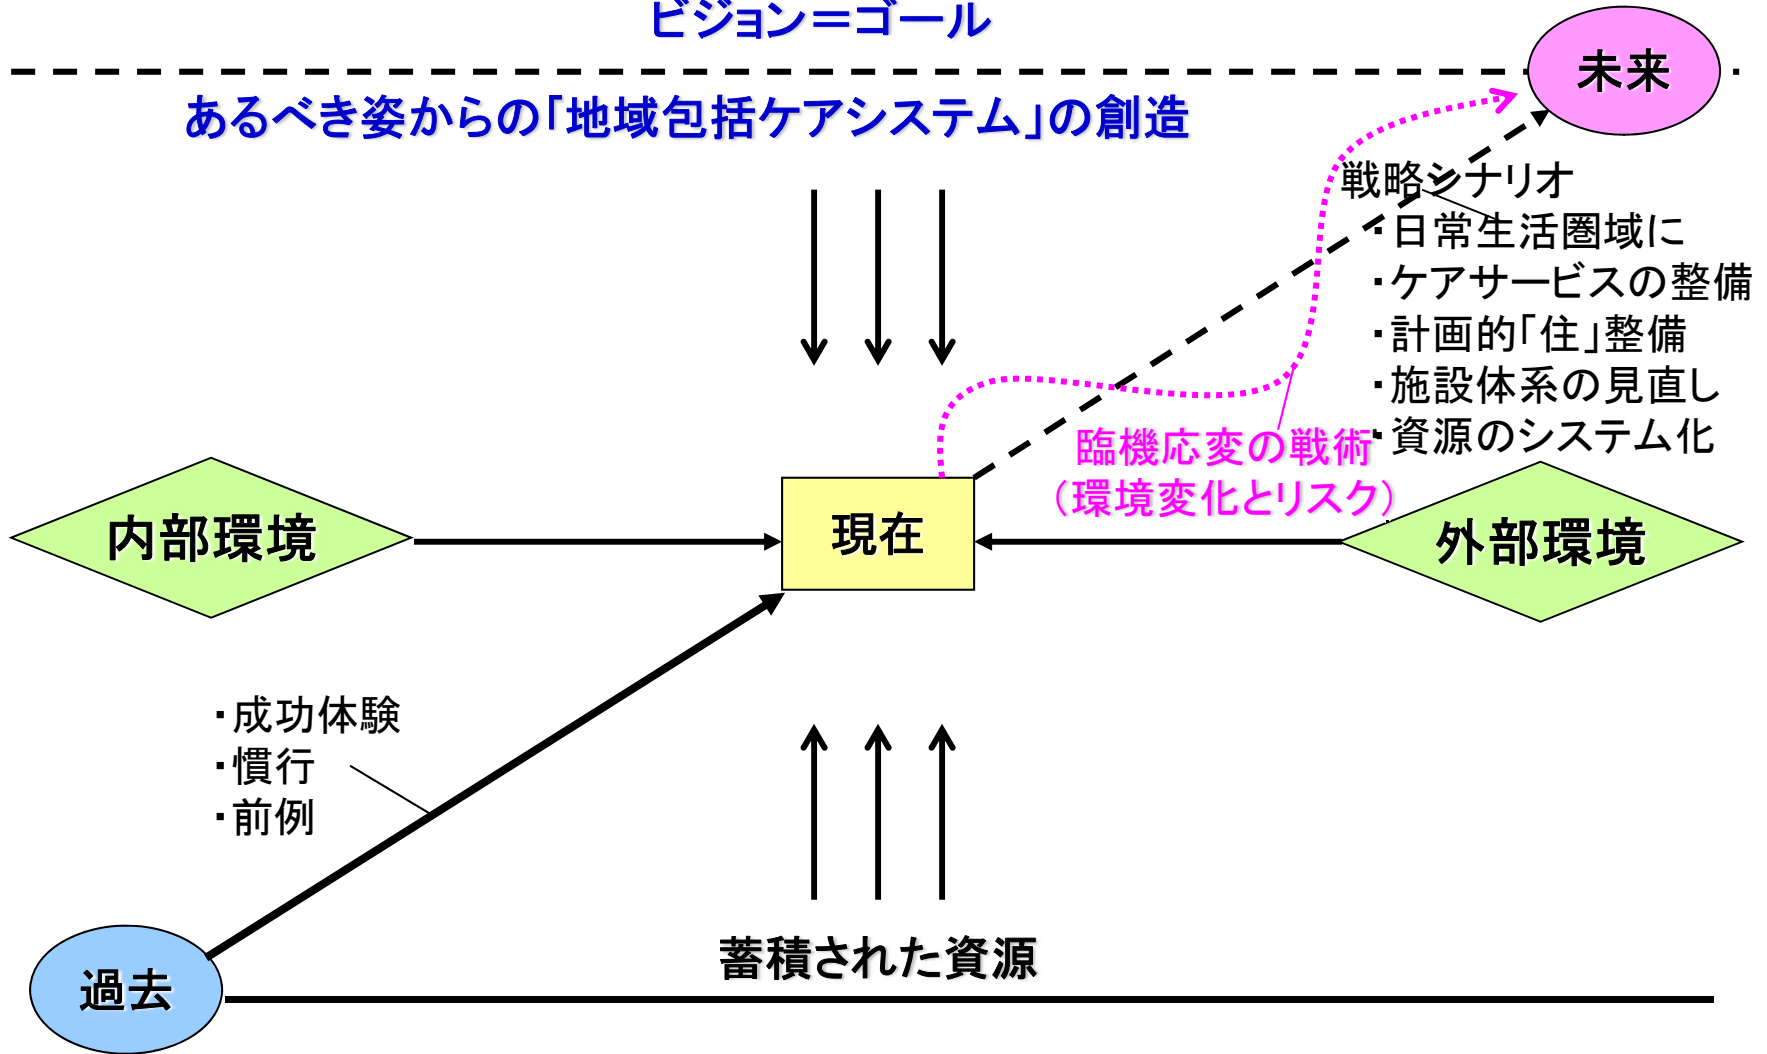 ビジョン＝ゴール
未来
あるべき姿からの「地域包括ケアシステム」の創造
戦略シナリオ
・日常生活圏域に
・ケアサービスの整備
・計画的「住」整備
・施設体系の見直し
・資源のシステム化
臨機応変の戦術
（環境変化とリスク）
内部環境
現在
外部環境
・成功体験
・慣行
・前例
蓄積された資源
過去